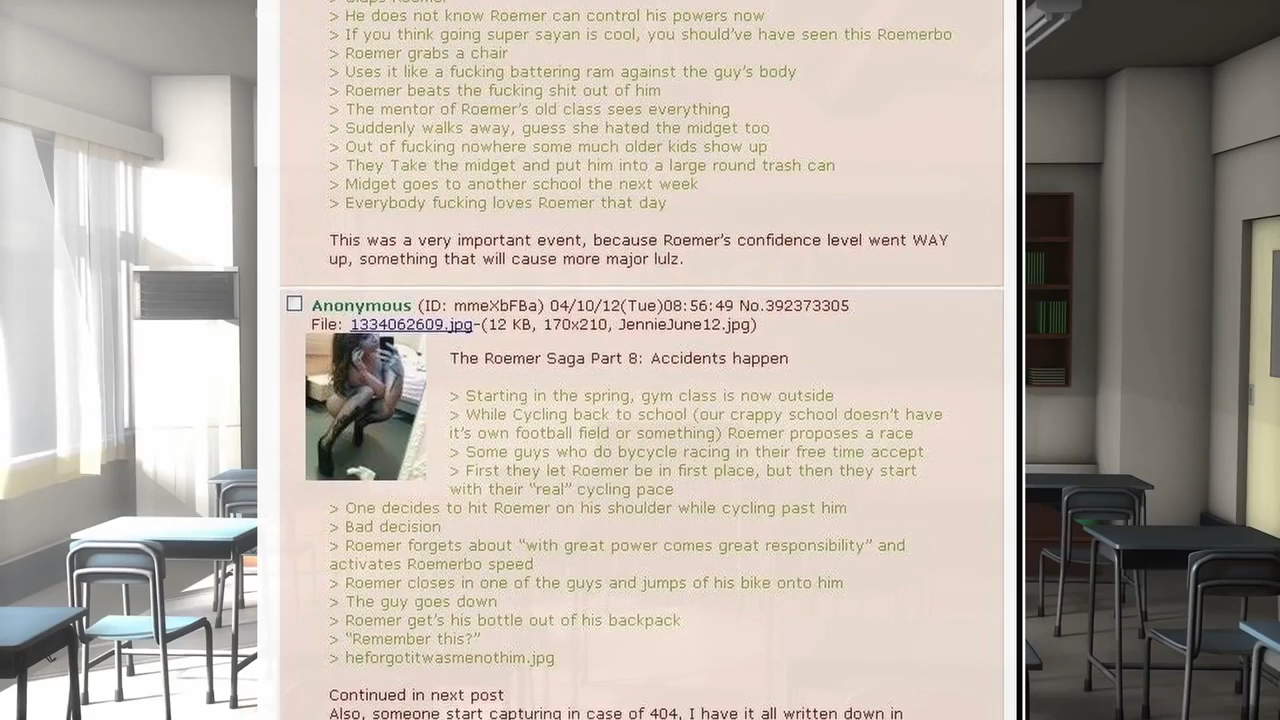 > He does not know Roemer can control his powers now
> If you think going super sayan is cool, you should've have seen this Roemerbo
> Roemer grabs a chair
> Uses it like a fucking battering ram against the guy's body
> Roemer beats the fucking shit out of him
> The mentor of Roemer's old class sees everything
> Suddenly walks away, guess she hated the midget too
> Out of fucking nowhere some much older kids show up
> They Take the midget and put him into a large round trash can
> Midget goes to another school the next week
> Everybody fucking loves Roemer that day
This was a very important event, because Roemer's confidence level went WAY
up, something that will cause more major lulz.
Anonymous (ID: mmeXbFBa) 04/10/12(Tue)08:56:49 No.392373305
File: 1334062609.jpg-(12 KB, 170x210, JennieJune12.jpg)
The Roemer Saga Part 8: Accidents happen
> Starting in the spring, gym class is now outside
> While Cycling back to school (our crappy school doesn't have
it's own football field or something) Roemer proposes a race
> Some guys who do bycycle racing in their free time accept
> First they let Roemer be in first place, but then they start
with their "real" cycling pace
> One decides to hit Roemer on his shoulder while cycling past him
> Bad decision
> Roemer forgets about "with great power comes great responsibility" and
activates Roemerbo speed
> Roemer closes in one of the guys and jumps of his bike onto him
> The guy goes down
> Roemer get's his bottle out of his backpack
> "Remember this?"
> heforgotitwasmenothim.jpg
Continued in next post
Also, someone start capturing in case of 404, I have it all written down in